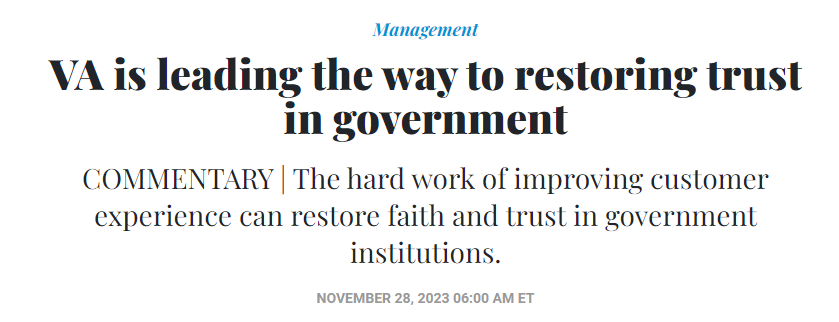 Management
VA is leading the way to restoring trust
in government
COMMENTARY | The hard work of improving customer
experience can restore faith and trust in government
institutions.
NOVEMBER 28, 2023 06:00 AM ET